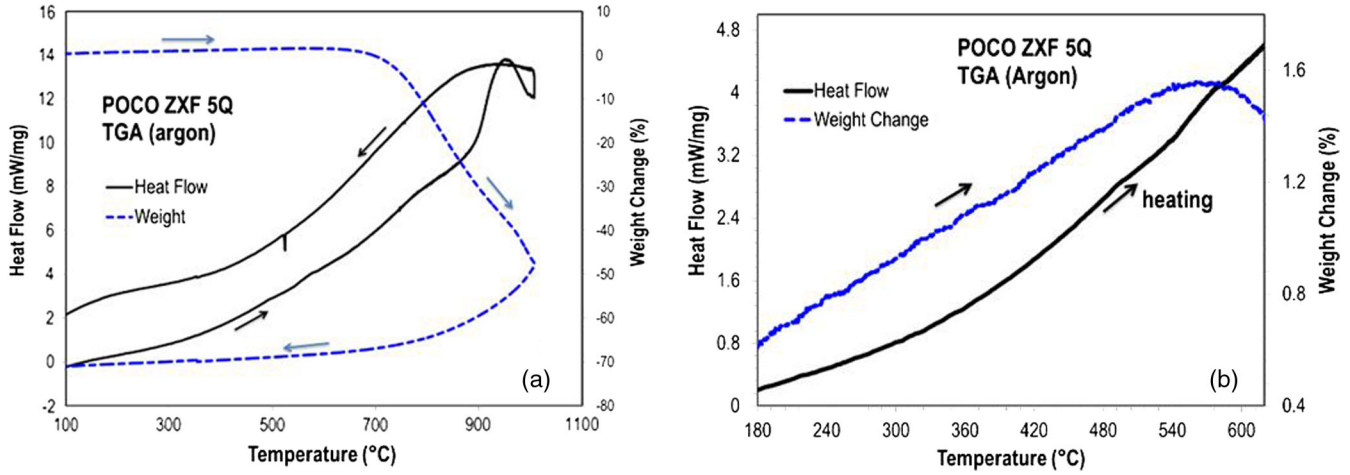 16
14
12
10
8
6
4
2
0
-2
Heat Flow (mW/mg)
POCO ZXF 5Q
TGA (argon)
Heat Flow
Weight
(a)
10
0
-10
-20
-30
-40
-50
-60
-70
-80
Weight Change (%)
100 300 500 700 900 1100
Temperature (°C)
4.8
4
3.2
2.4
1.6
0.8
0
Heat Flow (mW/mg)
POCO ZXF 5Q
TGA (Argon)
Heat Flow
Weight Change
heating
(b)
1.6
1.2
0.8
0.4
Weight Change (%)
180 240 300 360 420 480 540 600
Temperature (°C)